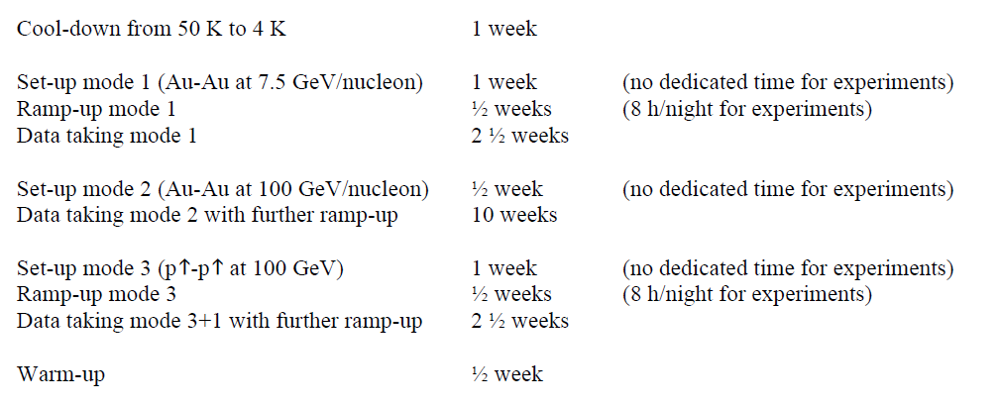 Cool-down from 50 K to 4 K 1 week
Set-up mode 1 (Au-Au at 7.5 GeV/nucleon) 1 week (no dedicated time for experiments)
Ramp-up mode 1 ½ weeks (8 h/night for experiments)
Data taking mode 1 2 ½ weeks
Set-up mode 2 (Au-Au at 100 GeV/nucleon) ½ week (no dedicated time for experiments)
Data taking mode 2 with further ramp-up 10 weeks
Set-up mode 3 (p↑-p↑ at 100 GeV) 1 week (no dedicated time for experiments)
Ramp-up mode 3 ½ weeks (8 h/night for experiments)
Data taking mode 3+1 with further ramp-up 2 ½ weeks
Warm-up ½ week